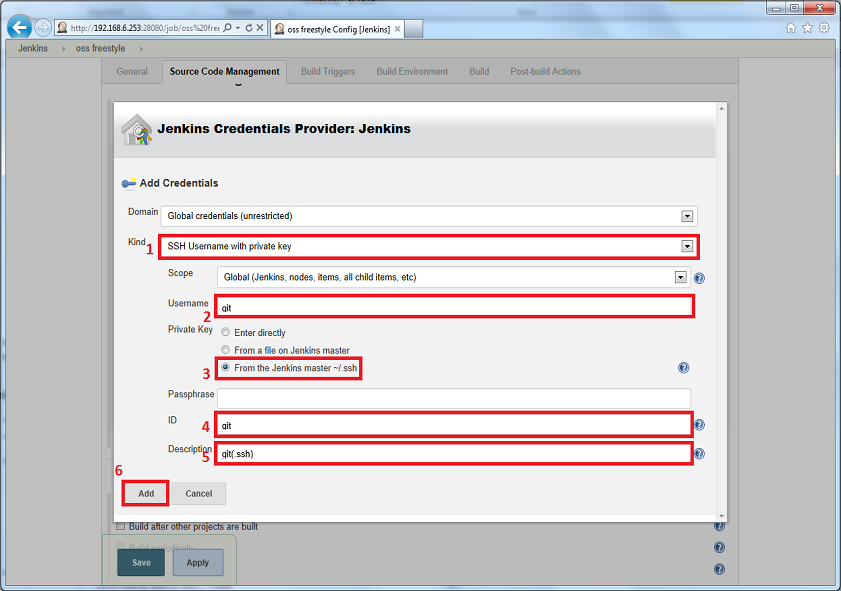 http://192.168.6.253:28080/job/oss%20free
oss freestyle Config [Jenkins]
Jenkins
oss freestyle
General
Source Code Management
Build Triggers
Build Environment
Build
Post-build Actions
Jenkins Credentials Provider: Jenkins
Add Credentials
Domain
Global credentials (unrestricted)
Kind
1
SSH Username with private key
Scope
Global (Jenkins, nodes, items, all child items, etc)
Username
2
git
Private Key
Enter directly
From a file on Jenkins master
3
From the Jenkins master ~/.ssh
Passphrase
ID
4
git
Description
5
git(.ssh)
6
Add
Cancel
Build after other projects are built
Build periodically
Save
Apply